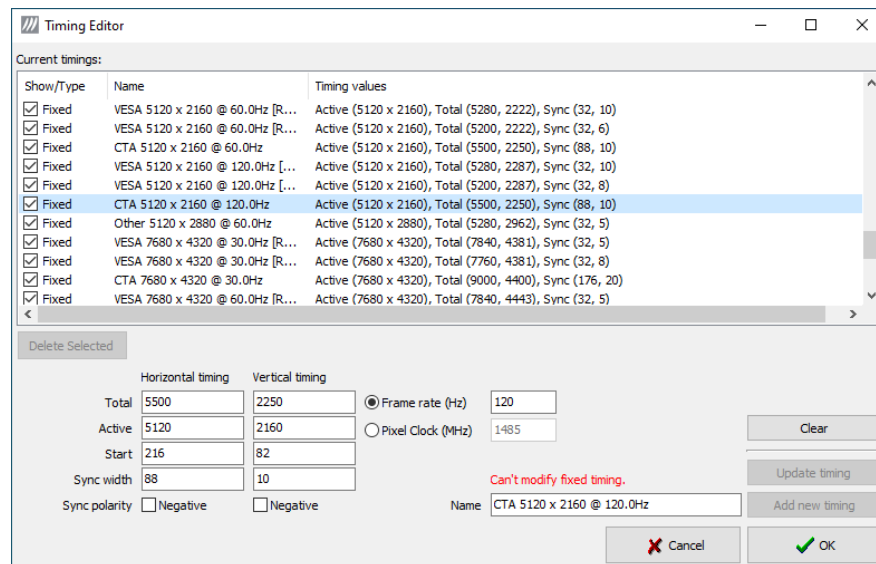 Timing Editor
Current timings:
Show/Type Name Timing values
Fixed VESA 5120 x 2160 @ 60.0Hz [R... Active (5120 x 2160), Total (5280, 2222), Sync (32, 10)
Fixed VESA 5120 x 2160 @ 60.0Hz [R... Active (5120 x 2160), Total (5200, 2222), Sync (32, 6)
Fixed CTA 5120 x 2160 @ 60.0Hz Active (5120 x 2160), Total (5500, 2250), Sync (88, 10)
Fixed VESA 5120 x 2160 @ 120.0Hz [... Active (5120 x 2160), Total (5280, 2287), Sync (32, 10)
Fixed VESA 5120 x 2160 @ 120.0Hz [... Active (5120 x 2160), Total (5200, 2287), Sync (32, 8)
Fixed CTA 5120 x 2160 @ 120.0Hz Active (5120 x 2160), Total (5500, 2250), Sync (88, 10)
Fixed Other 5120 x 2880 @ 60.0Hz Active (5120 x 2880), Total (5280, 2962), Sync (32, 5)
Fixed VESA 7680 x 4320 @ 30.0Hz [R... Active (7680 x 4320), Total (7840, 4381), Sync (32, 5)
Fixed VESA 7680 x 4320 @ 30.0Hz [R... Active (7680 x 4320), Total (7760, 4381), Sync (32, 8)
Fixed CTA 7680 x 4320 @ 30.0Hz Active (7680 x 4320), Total (9000, 4400), Sync (176, 20)
Fixed VESA 7680 x 4320 @ 60.0Hz [R... Active (7680 x 4320), Total (7840, 4443), Sync (32, 5)
Delete Selected
Horizontal timing Vertical timing
Total 5500 2250 Frame rate (Hz) 120
Active 5120 2160 Pixel Clock (MHz) 1485 Clear
Start 216 82
Sync width 88 10 Can't modify fixed timing. Update timing
Sync polarity Negative Negative Name CTA 5120 x 2160 @ 120.0Hz Add new timing
Cancel OK